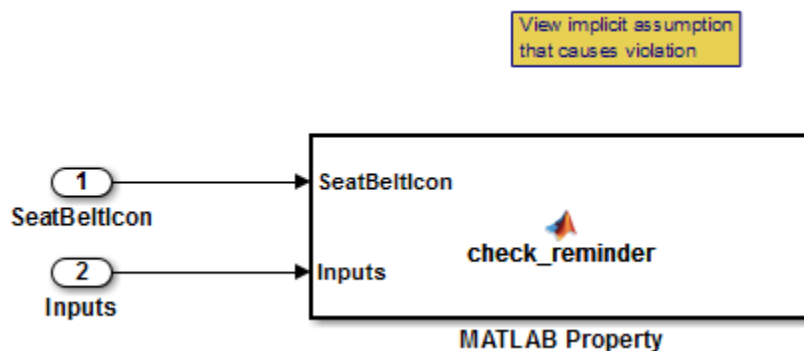 View implicit assumption
that causes violation
1
SeatBeltIcon
SeatBeltIcon
check_reminder
2
Inputs
Inputs
MATLAB Property